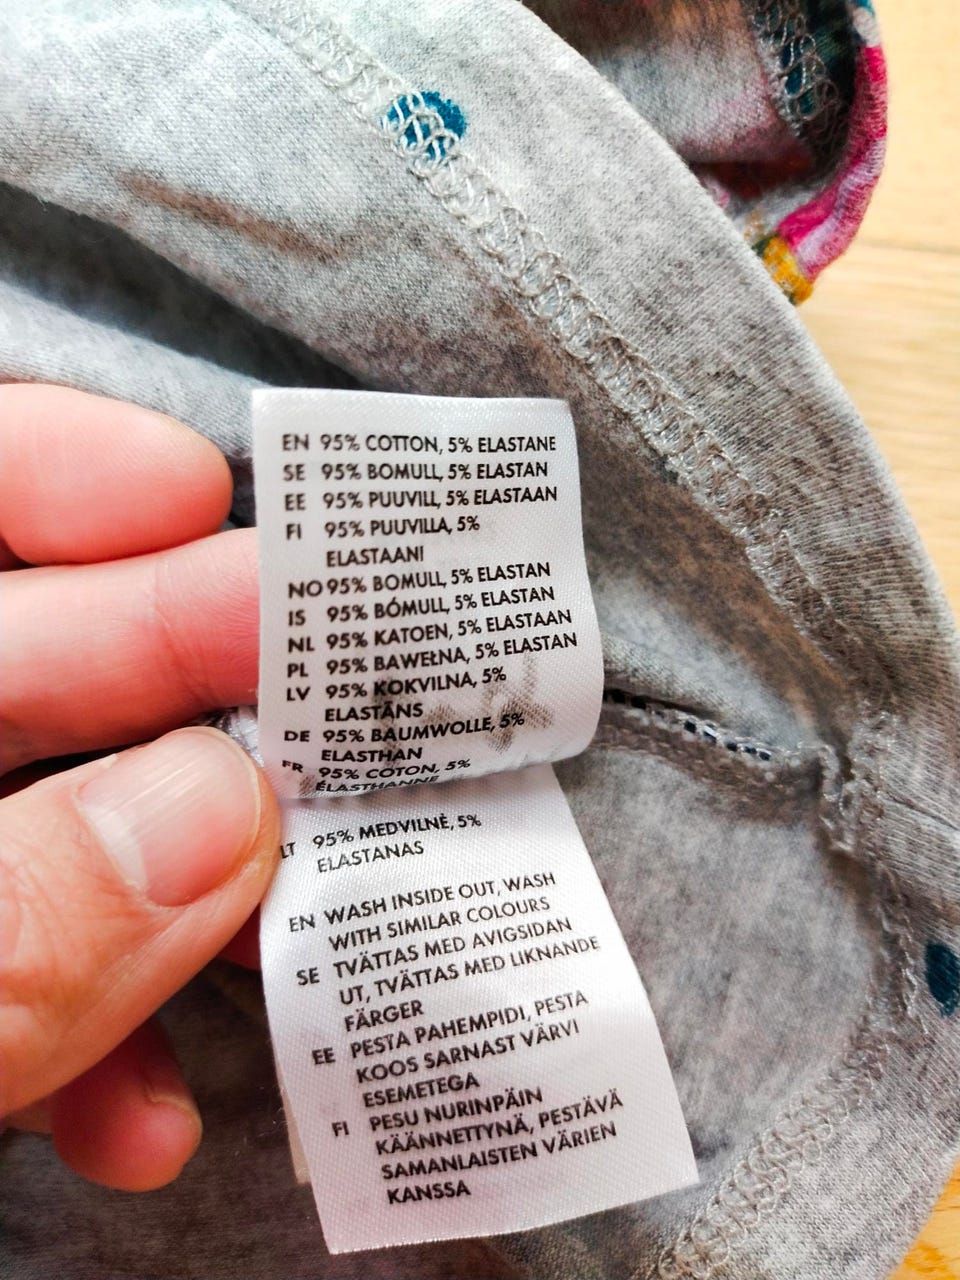 EN 95% COTTON, 5% ELASTANE
SE 95% BOMULL, 5% ELASTAN
EE 95% PUUVILL, 5% ELASTAAN
FI 95% PUUVILLA, 5%
ELASTAANI
NO 95% BOMULL, 5% ELASTAN
IS 95% BÓMULL, 5% ELASTAN
NL 95% KATOEN, 5% ELASTAAN
PL 95% BAWEŁNA, 5% ELASTAN
LV 95% KOKVILNA, 5%
ELASTĀNS
DE 95% BAUMWOLLE, 5%
ELASTHAN
FR 95% COTON, 5%
ÉLASTHANNE
LT 95% MEDVILNĖ, 5%
ELASTANAS
EN WASH INSIDE OUT, WASH
WITH SIMILAR COLOURS
SE TVÄTTAS MED AVIGSIDAN
UT, TVÄTTAS MED LIKNANDE
FÄRGER
EE PESTA PAHEMPIDI, PESTA
KOOS SARNAST VÄRVI
ESEMETEGA
FI PESU NURINPÄIN
KÄÄNNETTYNÄ, PESTÄVÄ
SAMANLAISTEN VÄRIEN
KANSSA